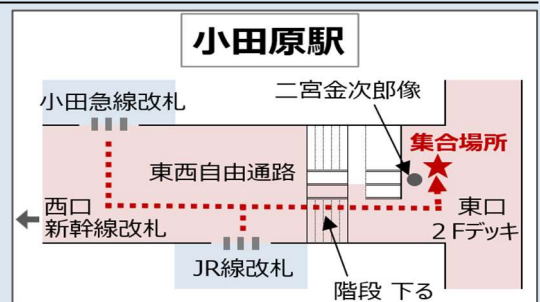 小田原駅
二宮金次郎像
小田急線改札
集合場所
東西自由通路
西口
新幹線改札
東口
2Fデッキ
JR線改札
階段 下る